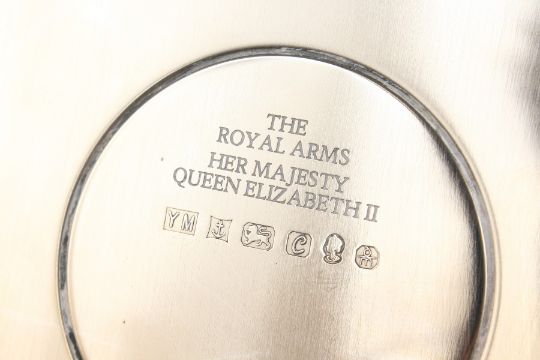 THE
ROYAL ARMS
HER MAJESTY
QUEEN ELIZABETH II
YM C